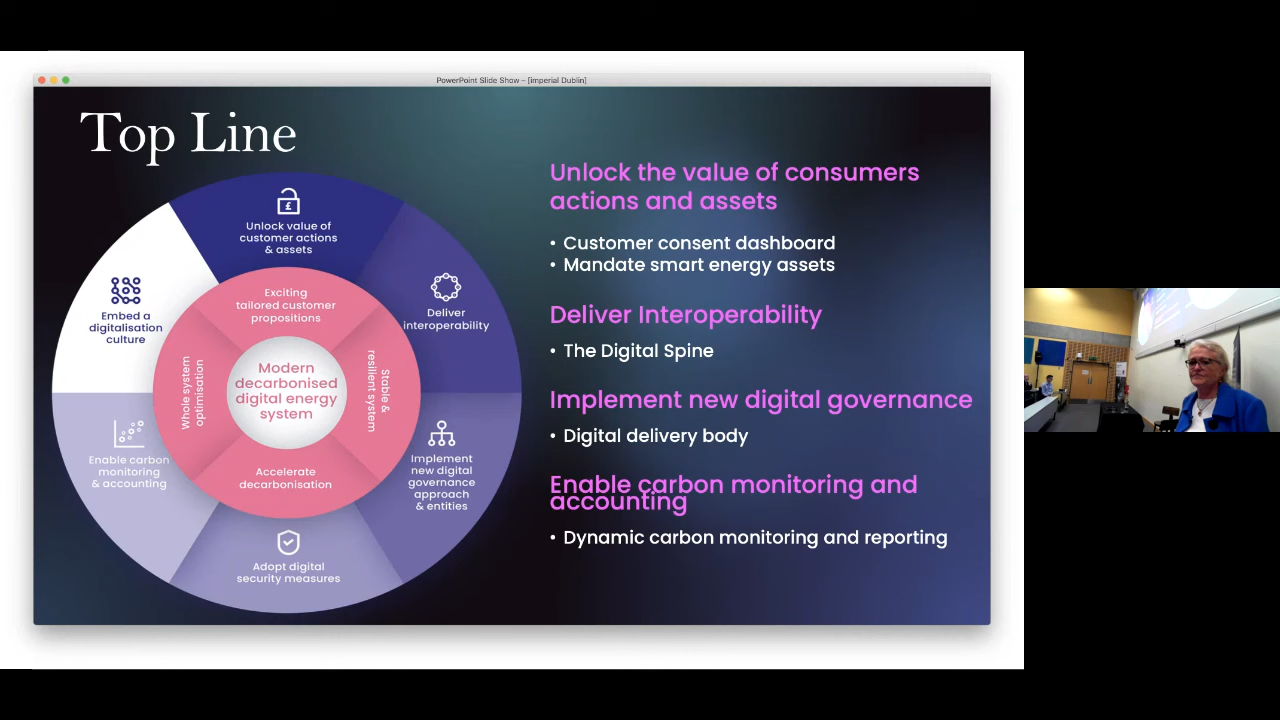 PowerPoint Slide Show – [imperial Dublin]
Top Line
Unlock value of
customer actions
& assets
Deliver
interoperability
Implement
new digital
governance
approach
& entities
Adopt digital
security measures
Enable carbon
monitoring
& accounting
Embed a
digitalisation
culture
Exciting
tailored customer
propositions
Stable &
resilient system
Accelerate
decarbonisation
Whole system
optimisation
Modern
decarbonised
digital energy
system
Unlock the value of consumers
actions and assets
• Customer consent dashboard
• Mandate smart energy assets
Deliver Interoperability
• The Digital Spine
Implement new digital governance
• Digital delivery body
Enable carbon monitoring and
accounting
• Dynamic carbon monitoring and reporting